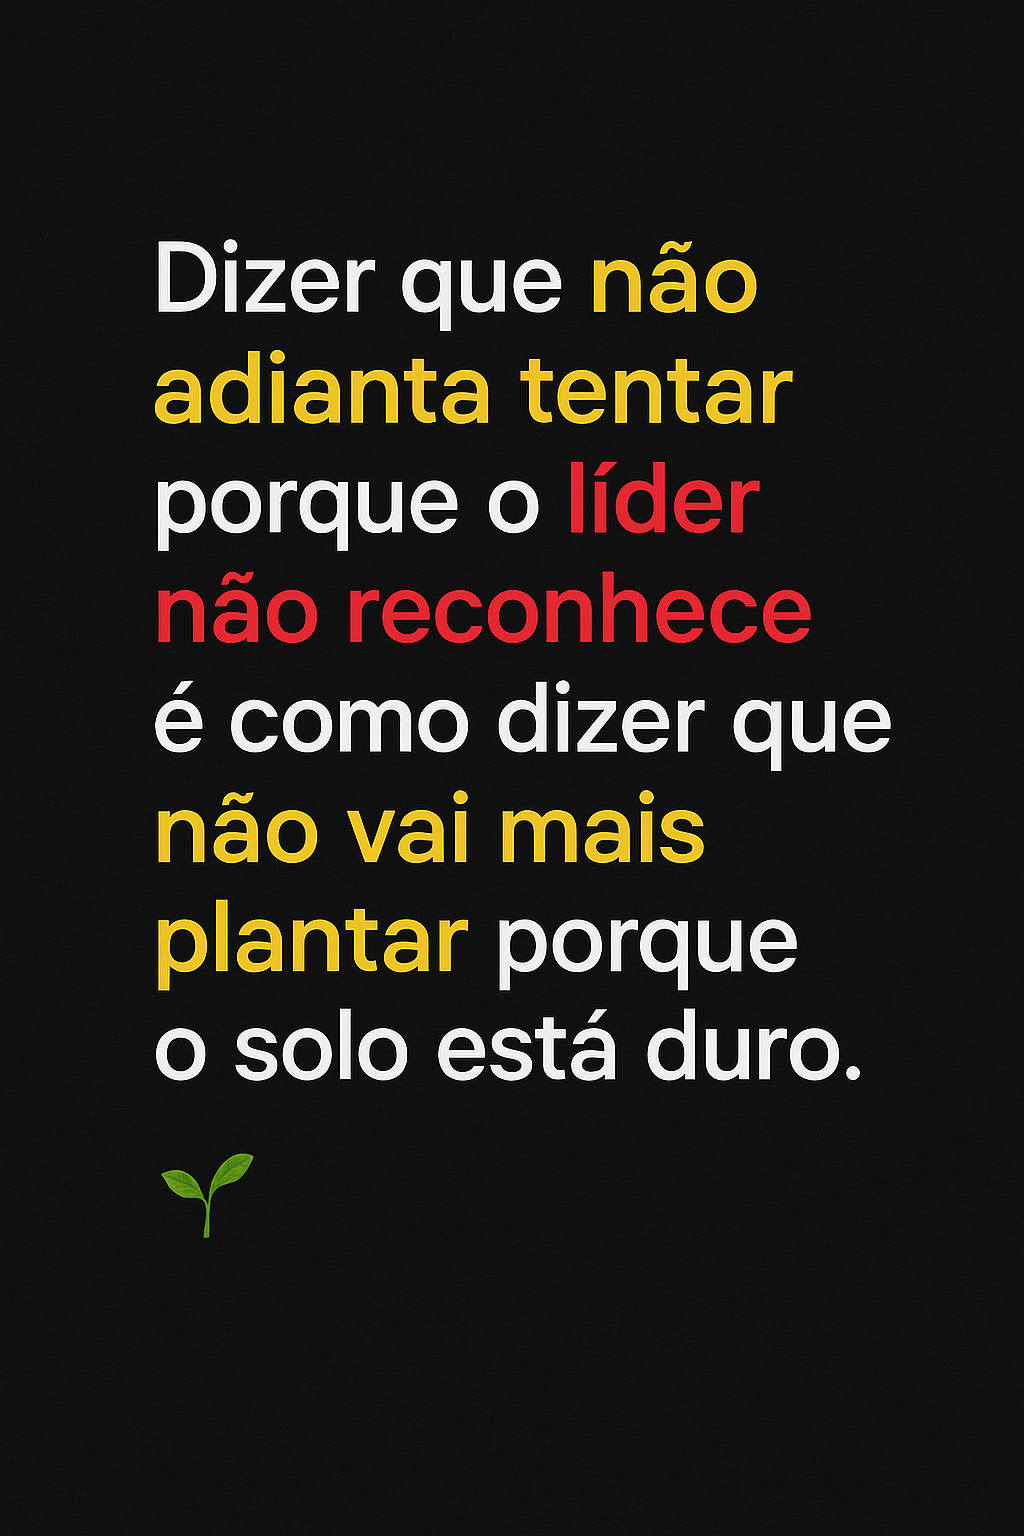 Dizer que não
adianta tentar
porque o líder
não reconhece
é como dizer que
não vai mais
plantar porque
o solo está duro.